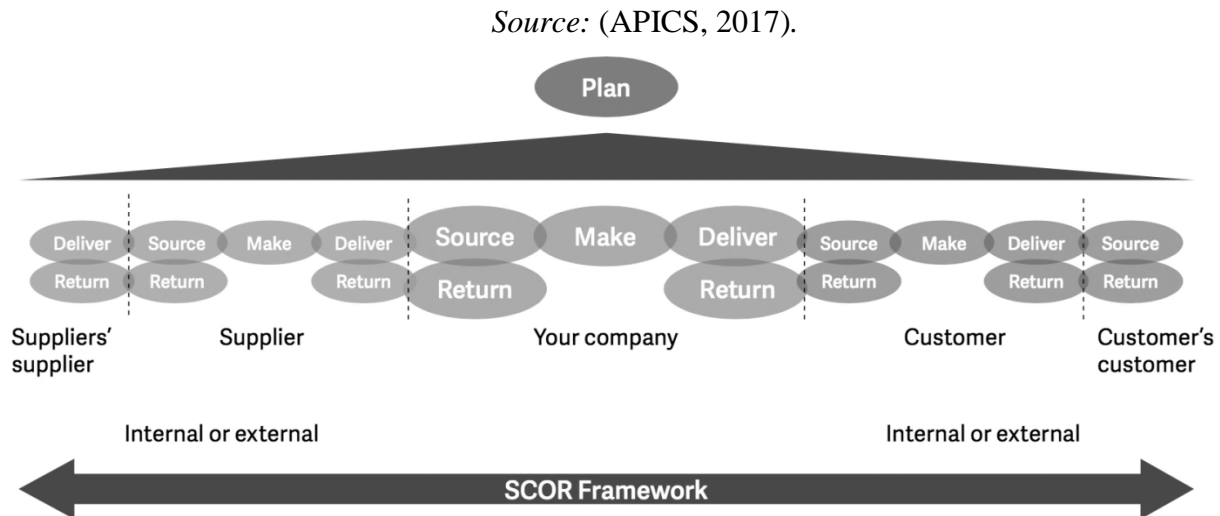 Source: (APICS, 2017).
Plan
Deliver Source Make Deliver Source Make Deliver Source Make Deliver Source
Return Return Return Return Return Return Return Return
Suppliers’ supplier Supplier Your company Customer Customer’s customer
Internal or external Internal or external
SCOR Framework